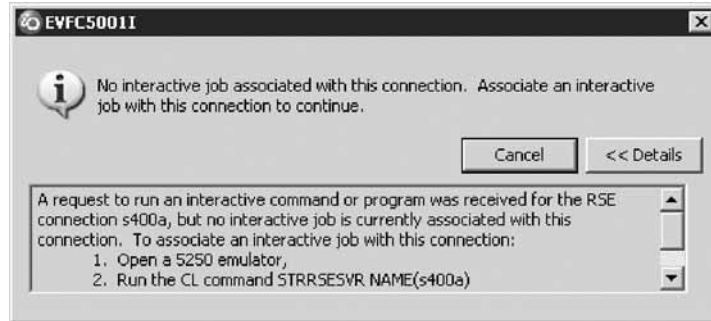 EVFC5001I
No interactive job associated with this connection. Associate an interactive
job with this connection to continue.
Cancel
<< Details
A request to run an interactive command or program was received for the RSE
connection s400a, but no interactive job is currently associated with this
connection. To associate an interactive job with this connection:
1. Open a 5250 emulator,
2. Run the CL command STRRSESVR NAME(s400a)